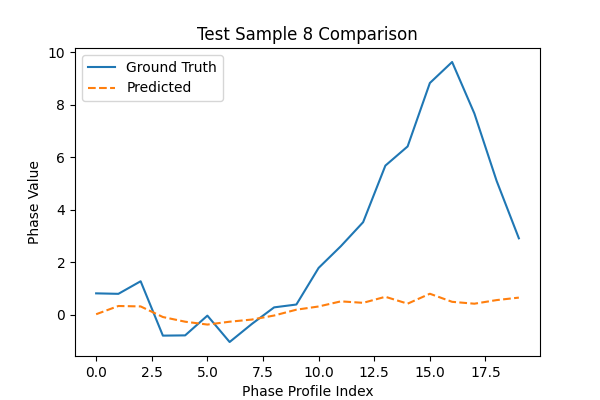 Test Sample 8 Comparison
Ground Truth
Predicted
Phase Value
10
8
6
4
2
0
0.0 2.5 5.0 7.5 10.0 12.5 15.0 17.5
Phase Profile Index